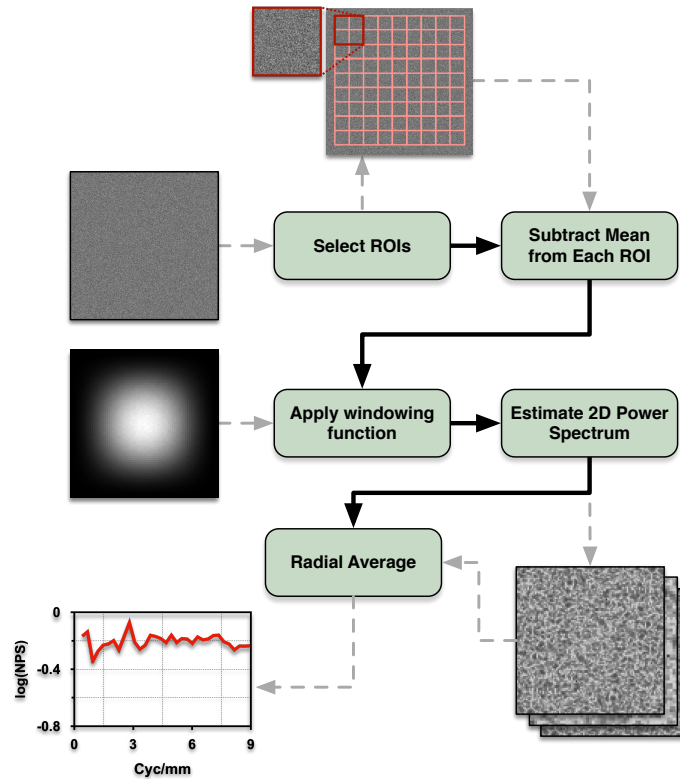 Select ROIs
Subtract Mean
from Each ROI
Apply windowing
function
Estimate 2D Power
Spectrum
Radial Average
log(NPS)
0
-0.4
-0.8
0 3 6 9
Cyc/mm